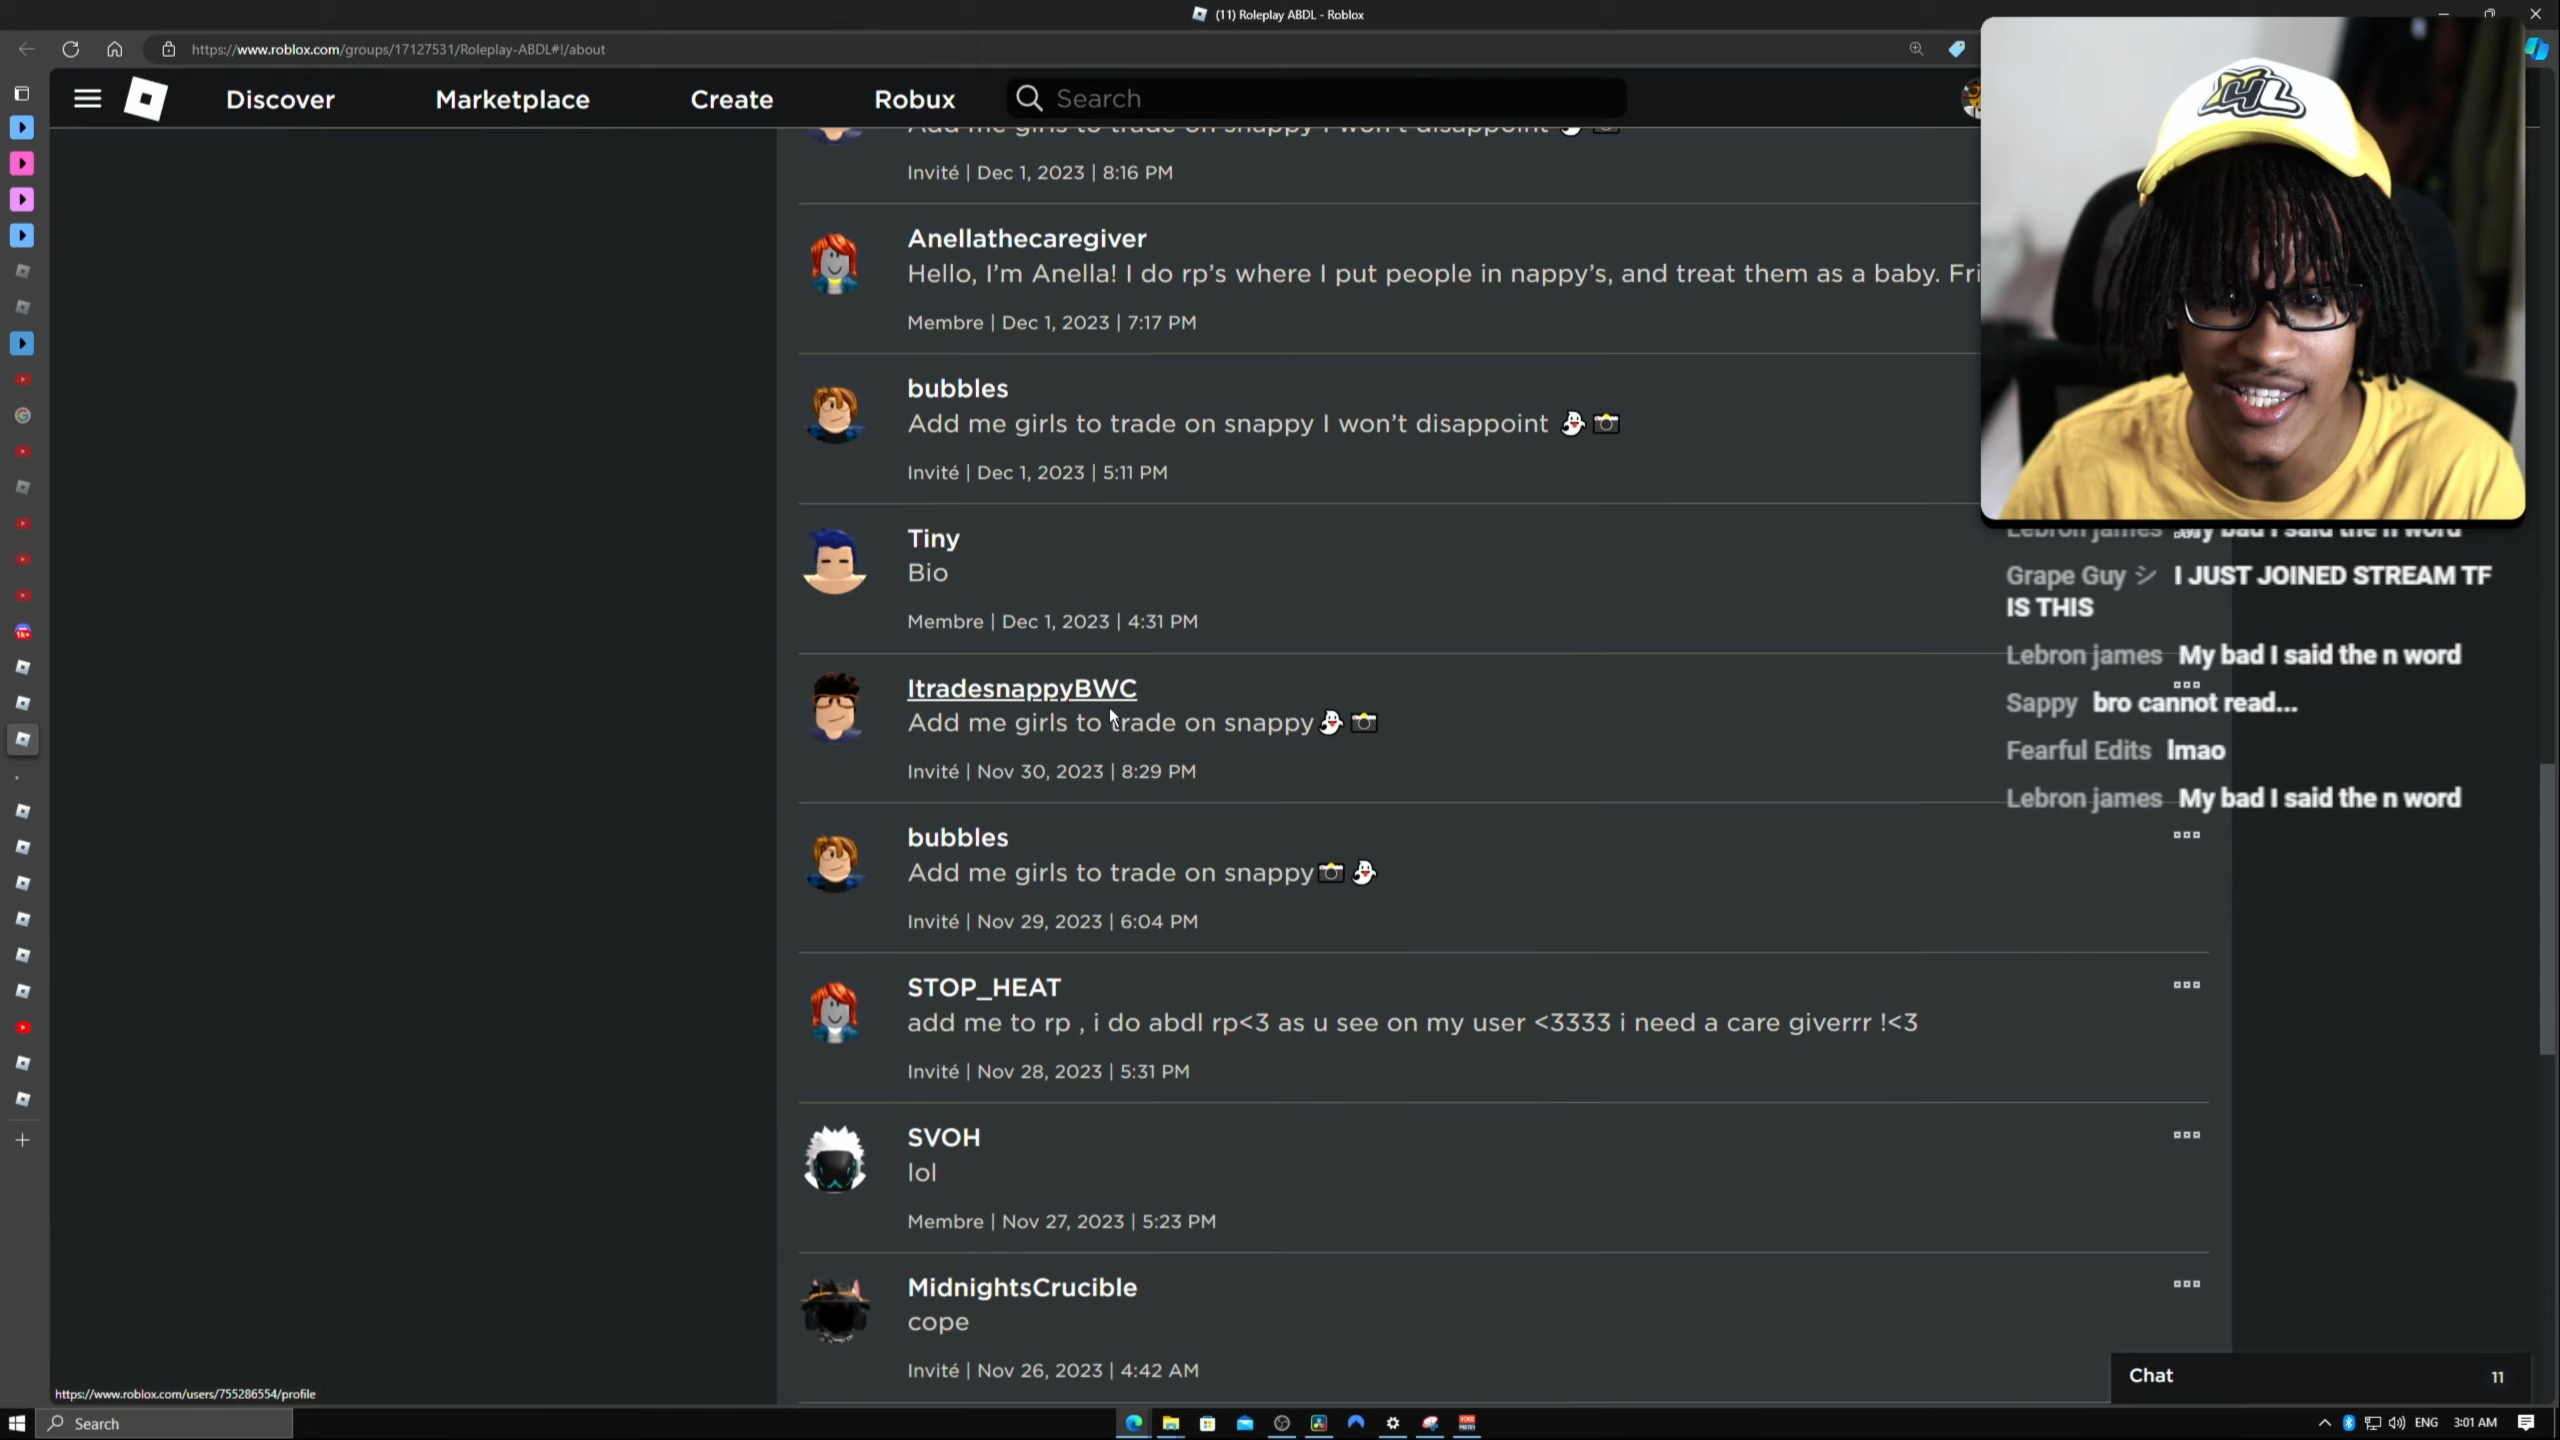 (11) Roleplay ABDL - Roblox
https://www.roblox.com/groups/17127531/Roleplay-ABDL#!/about
Discover
Marketplace
Create
Robux
Search
Add me girls to trade on snappy I won't disappoint 👻📷
Invité | Dec 1, 2023 | 8:16 PM
Anellathecaregiver
Hello, I'm Anella! I do rp's where I put people in nappy's, and treat them as a baby. Fri
Membre | Dec 1, 2023 | 7:17 PM
bubbles
Add me girls to trade on snappy I won't disappoint 👻📷
Invité | Dec 1, 2023 | 5:11 PM
Tiny
Bio
Membre | Dec 1, 2023 | 4:31 PM
ItradesnappyBWC
Add me girls to trade on snappy👻📷
Invité | Nov 30, 2023 | 8:29 PM
bubbles
Add me girls to trade on snappy📷👻
Invité | Nov 29, 2023 | 6:04 PM
STOP_HEAT
add me to rp , i do abdl rp<3 as u see on my user <3333 i need a care giverrr !<3
Invité | Nov 28, 2023 | 5:31 PM
SVOH
lol
Membre | Nov 27, 2023 | 5:23 PM
MidnightsCrucible
cope
Invité | Nov 26, 2023 | 4:42 AM
Lebron james My bad I said the n word
Grape Guy シ I JUST JOINED STREAM TF
IS THIS
Lebron james My bad I said the n word
Sappy bro cannot read...
Fearful Edits lmao
Lebron james My bad I said the n word
Chat 11
https://www.roblox.com/users/755286554/profile
Search
ENG 3:01 AM